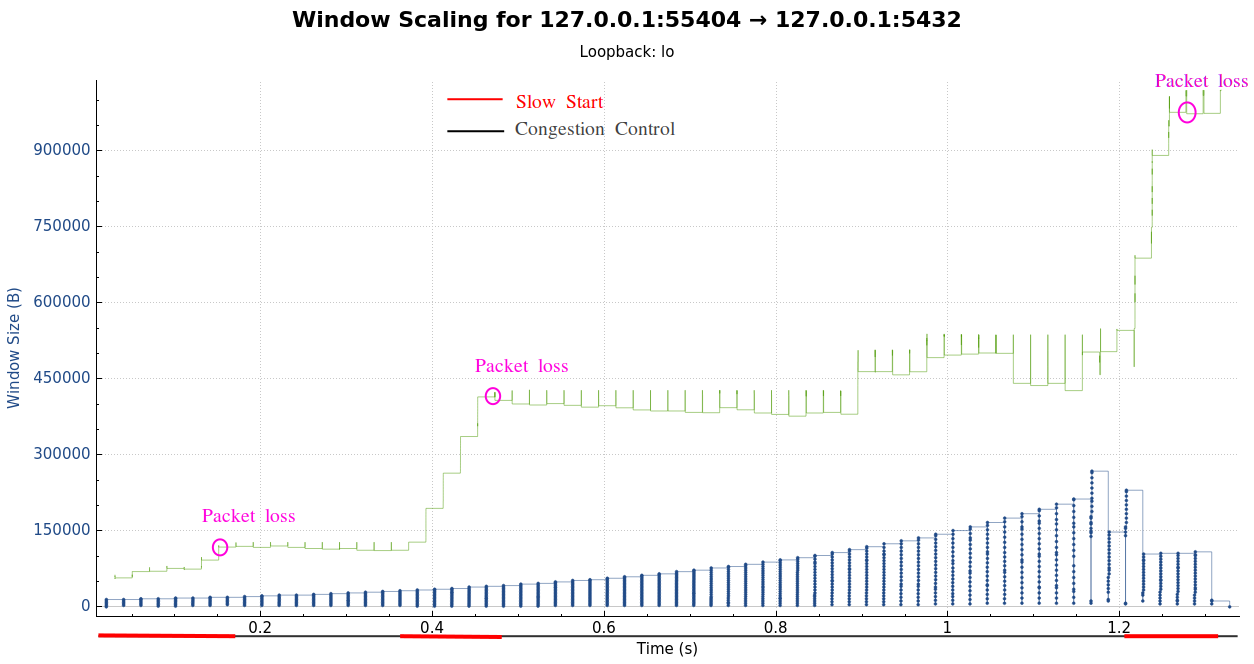 Window Scaling for 127.0.0.1:55404 → 127.0.0.1:5432
Loopback: lo
Packet loss
Slow Start
Congestion Control
900000
750000
600000
450000
300000
150000
0
Window Size (B)
Packet loss
Packet loss
0.2
0.4
0.6
0.8
1
1.2
Time (s)